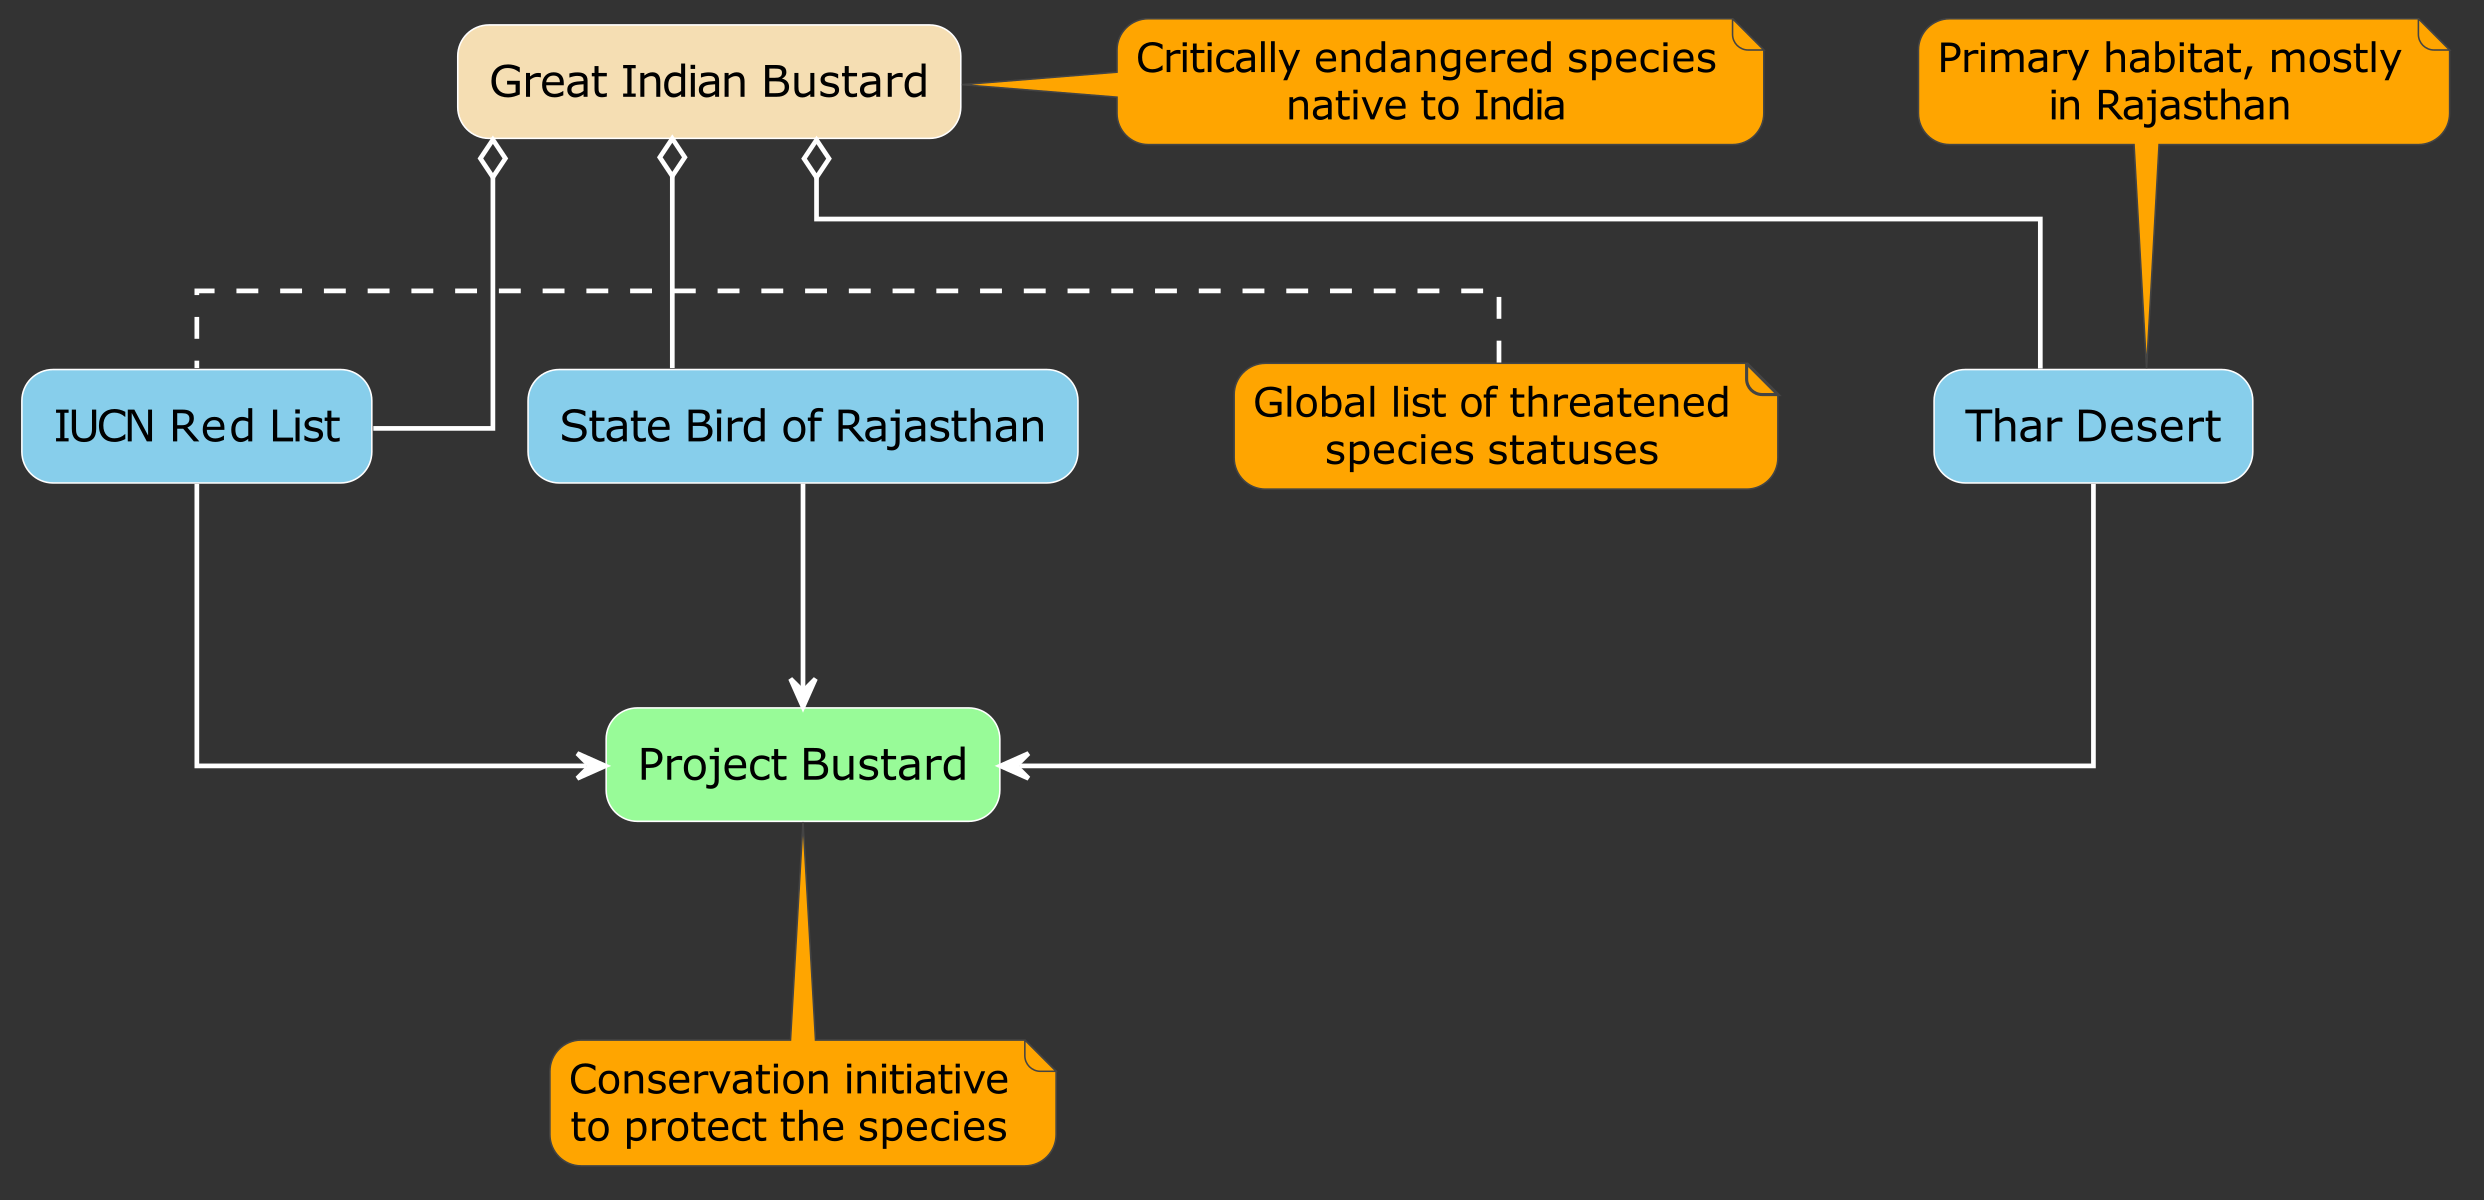 Great Indian Bustard
Critically endangered species
native to India
Primary habitat, mostly
in Rajasthan
IUCN Red List
State Bird of Rajasthan
Global list of threatened
species statuses
Thar Desert
Project Bustard
Conservation initiative
to protect the species